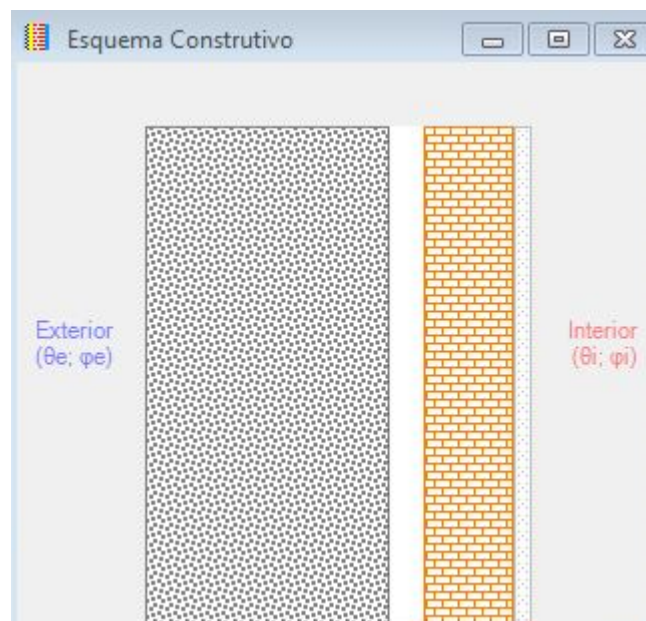 Esquema Construtivo
Exterior
(θe; φe)
Interior
(θi; φi)